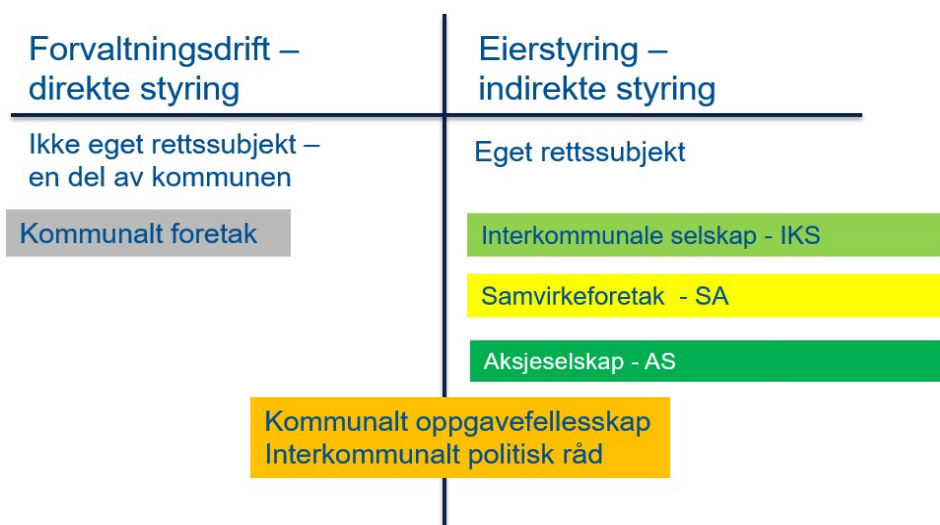 Forvaltningsdrift –
direkte styring
Eierstyring –
indirekte styring
Ikke eget rettssubjekt –
en del av kommunen
Eget rettssubjekt
Kommunalt foretak
Interkommunale selskap - IKS
Samvirkeforetak - SA
Aksjeselskap - AS
Kommunalt oppgavefellesskap
Interkommunalt politisk råd